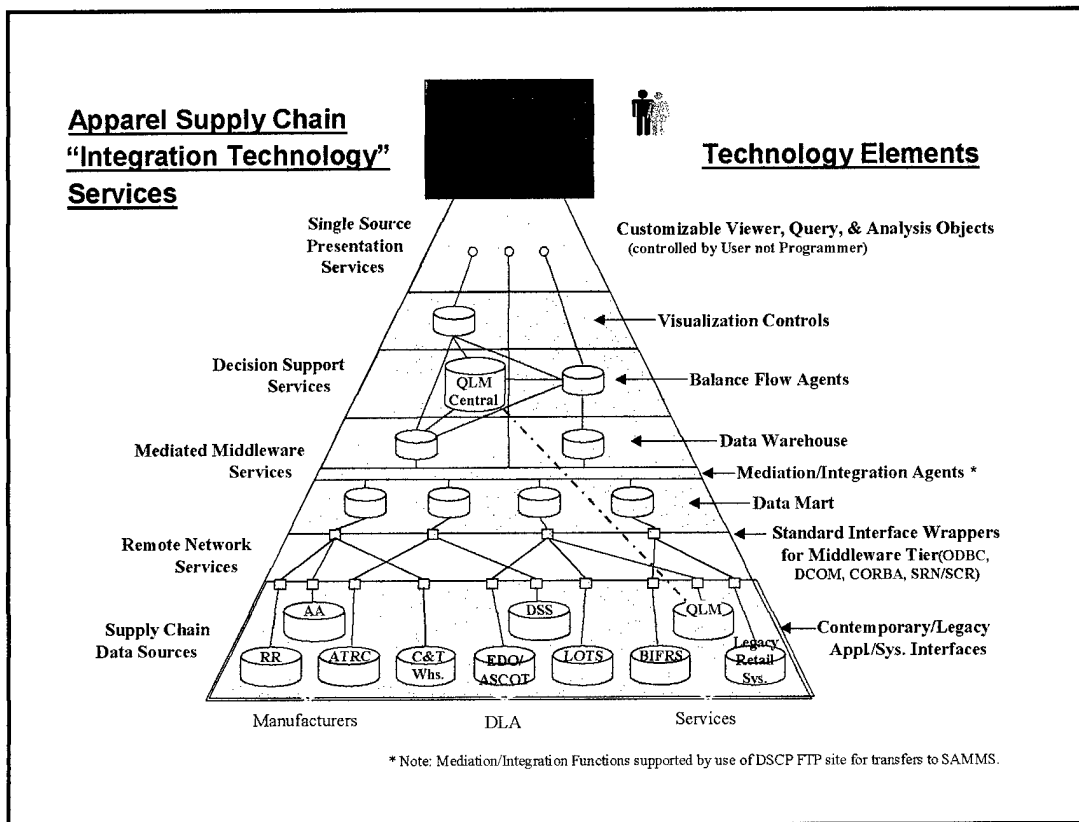 Apparel Supply Chain
“Integration Technology”
Services
Technology Elements
Single Source
Presentation
Services
Customizable Viewer, Query, & Analysis Objects
(controlled by User not Programmer)
Visualization Controls
Decision Support
Services
QLM
Central
Balance Flow Agents
Mediated Middleware
Services
Data Warehouse
Mediation/Integration Agents *
Data Mart
Remote Network
Services
Standard Interface Wrappers
for Middleware Tier(ODBC,
DCOM, CORBA, SRN/SCR)
Supply Chain
Data Sources
AA
DSS
QLM
Contemporary/Legacy
Appl./Sys. Interfaces
RR
ATRC
C&T
Whs.
EDO/
ASCOT
LOTS
BIFRS
Legacy
Retail
Sys.
Manufacturers
DLA
Services
* Note: Mediation/Integration Functions supported by use of DSCP FTP site for transfers to SAMMS.